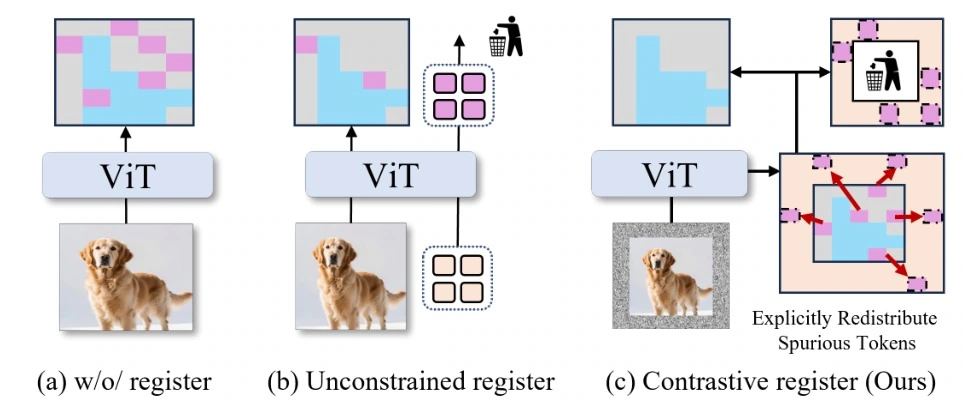 ViT
ViT
ViT
Explicitly Redistribute
Spurious Tokens
(a) w/o/ register
(b) Unconstrained register
(c) Contrastive register (Ours)